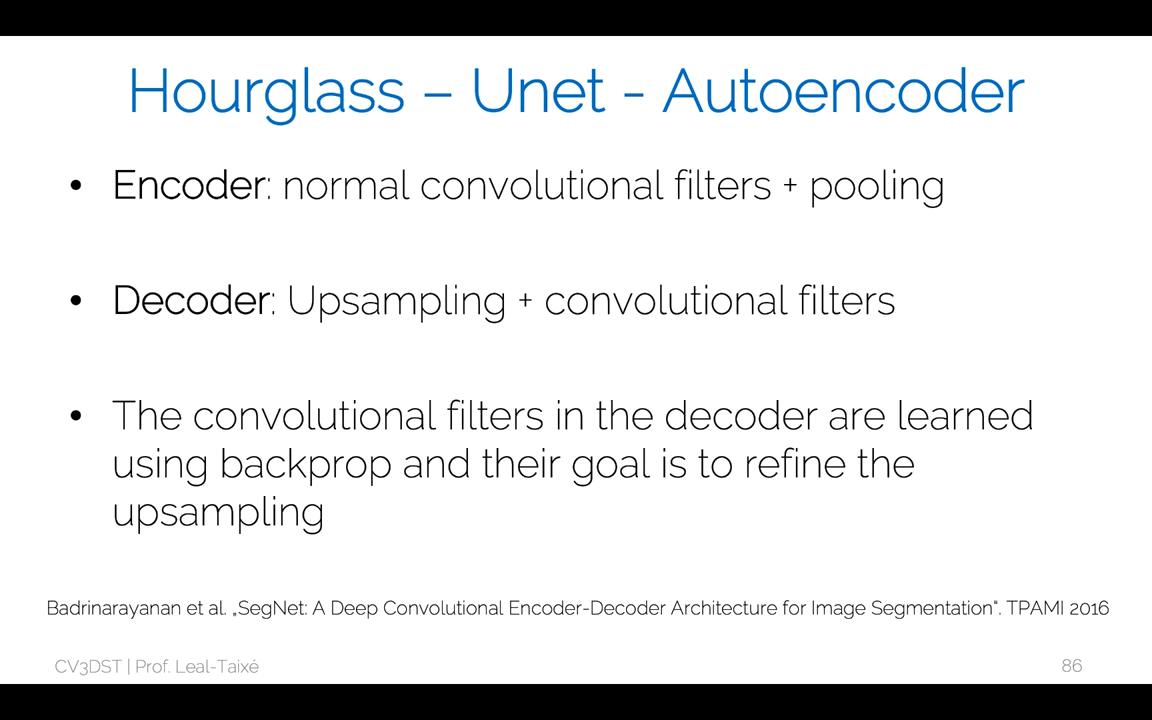 Hourglass – Unet - Autoencoder
• Encoder: normal convolutional filters + pooling
• Decoder: Upsampling + convolutional filters
• The convolutional filters in the decoder are learned
using backprop and their goal is to refine the
upsampling
Badrinarayanan et al. „SegNet: A Deep Convolutional Encoder-Decoder Architecture for Image Segmentation“. TPAMI 2016
CV3DST | Prof. Leal-Taixé
86